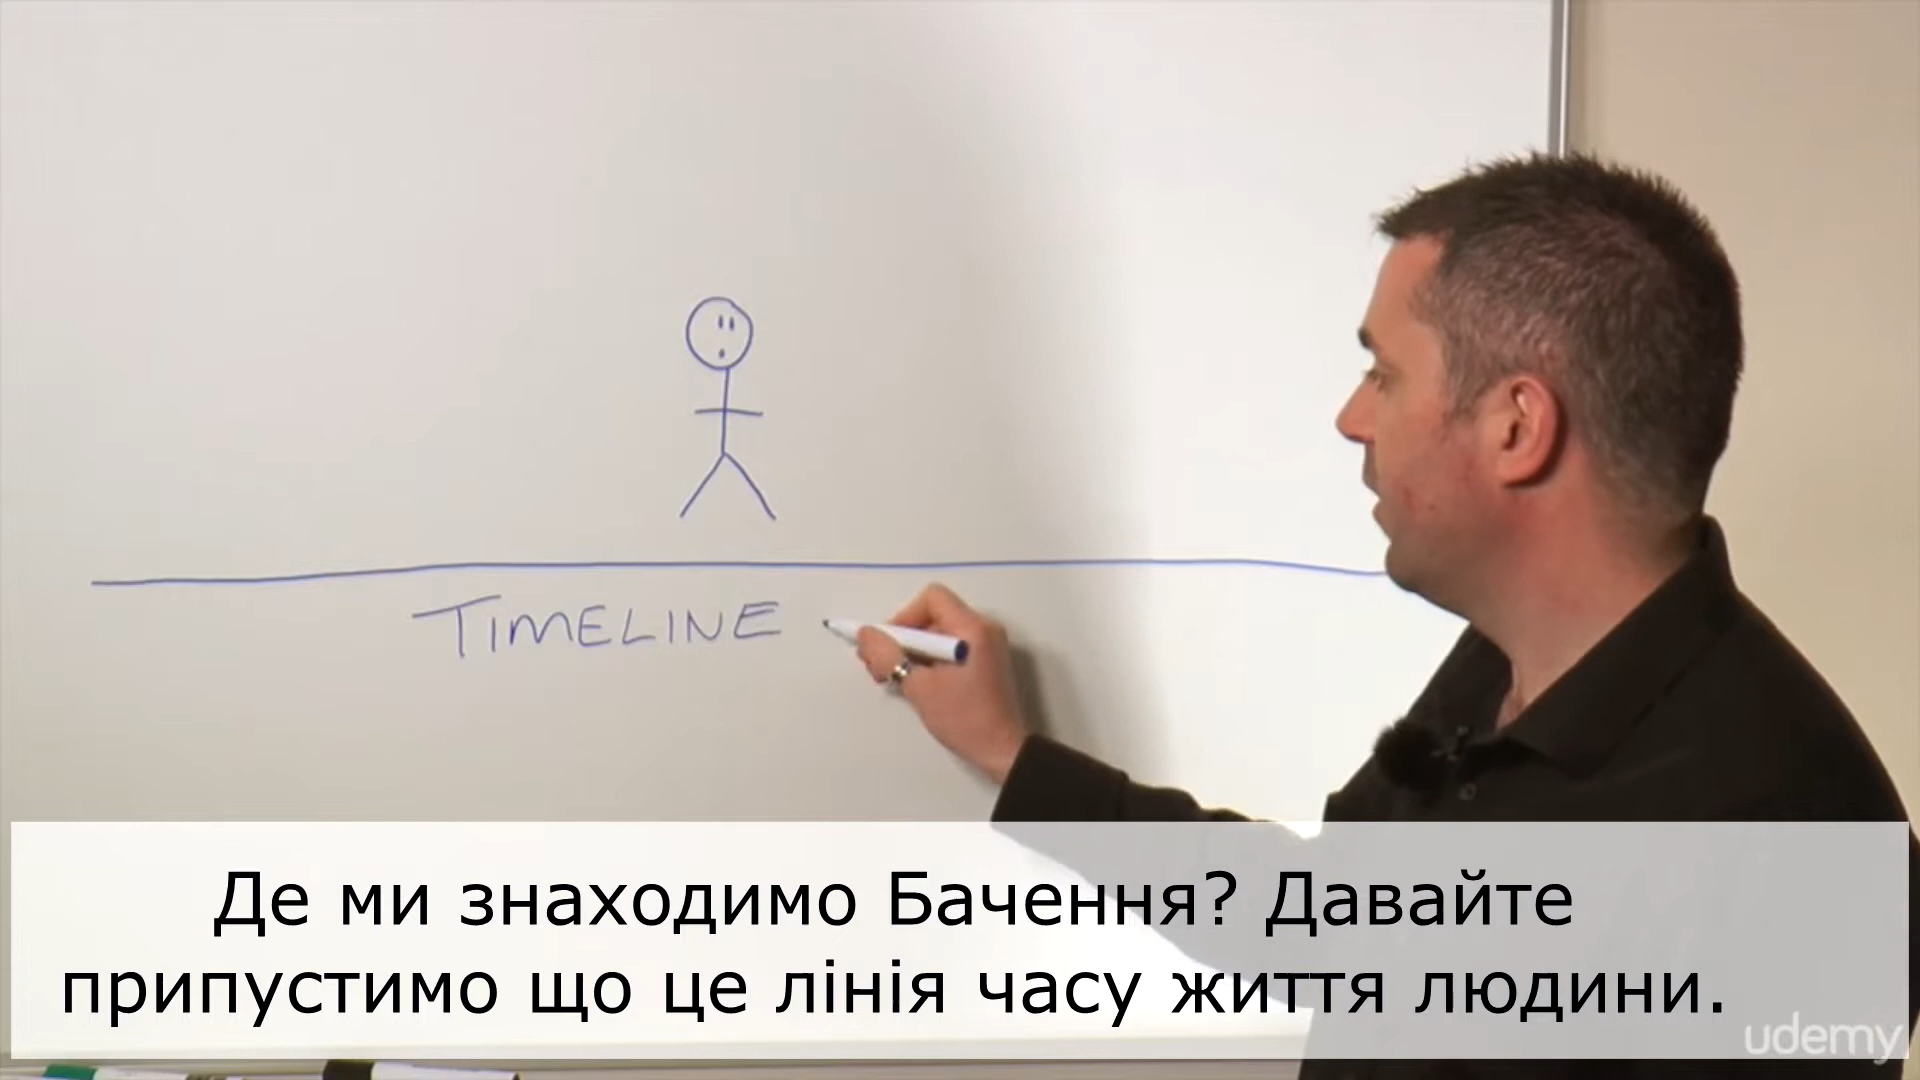 TIMELINE
Де ми знаходимо Бачення? Давайте
припустимо що це лінія часу життя людини.
udemy